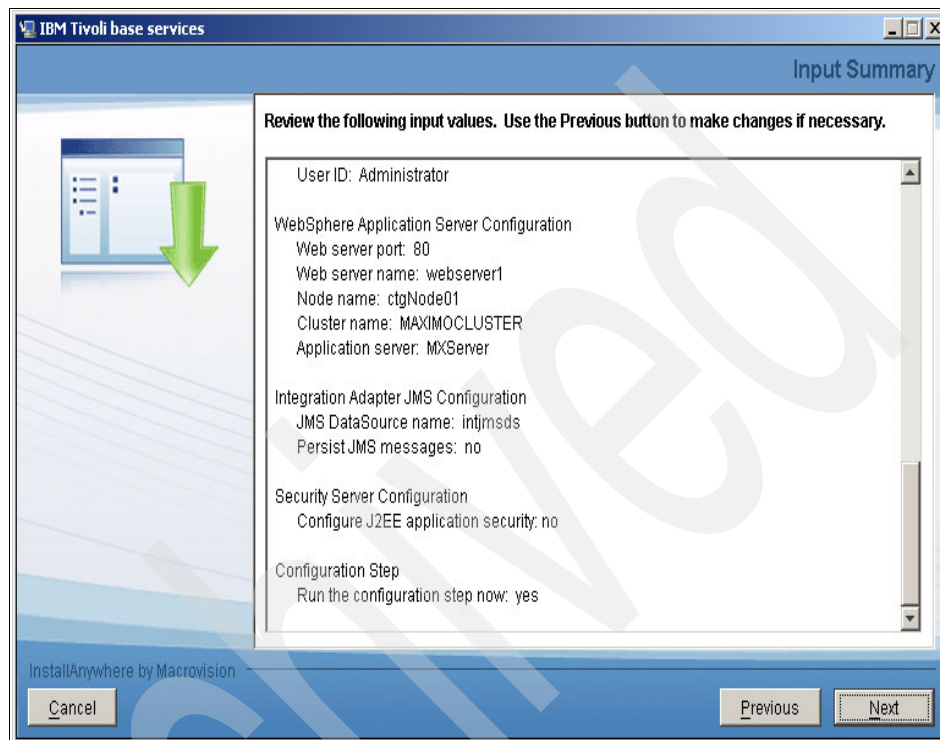 IBM Tivoli base services
Input Summary
Review the following input values. Use the Previous button to make changes if necessary.
User ID: Administrator
WebSphere Application Server Configuration
Web server port: 80
Web server name: webserver1
Node name: ctgNode01
Cluster name: MAXIMOCLUSTER
Application server: MXServer
Integration Adapter JMS Configuration
JMS DataSource name: intjmsds
Persist JMS messages: no
Security Server Configuration
Configure J2EE application security: no
Configuration Step
Run the configuration step now: yes
InstallAnywhere by Macrovision
Cancel
Previous
Next
hived